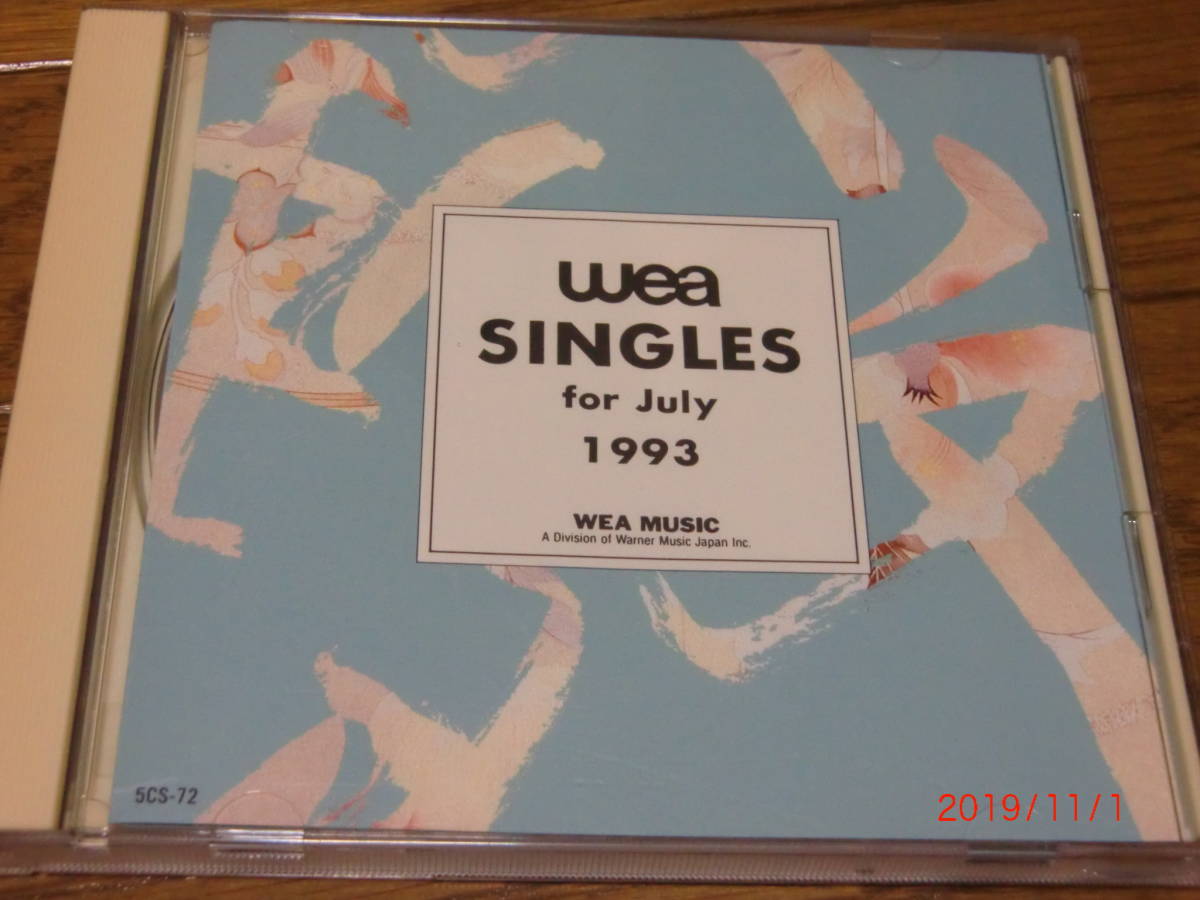 wea
SINGLES
for July
1993
WEA MUSIC
A Division of Warner Music Japan Inc.
5CS-72
2019/11/1